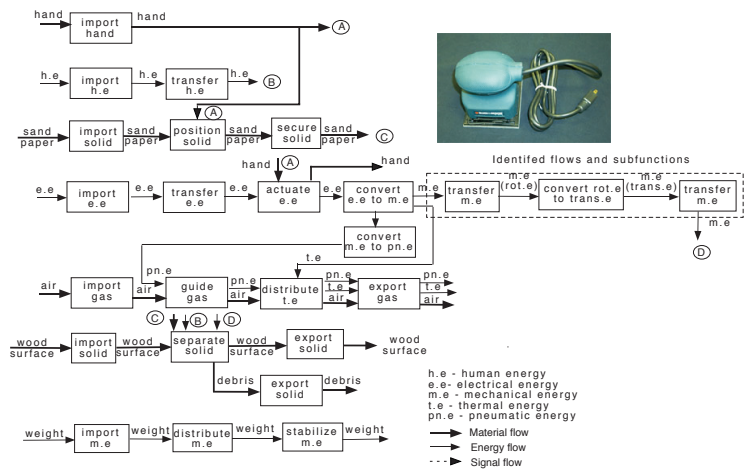 hand
import hand
hand
A
h.e
import h.e
h.e
transfer h.e
h.e
B
A
sand paper
import solid
sand paper
position solid
sand paper
secure solid
sand paper
C
hand
A
hand
Identifed flows and subfunctions
e.e
import e.e
e.e
transfer e.e
e.e
actuate e.e
e.e
convert e.e to m.e
m.e
transfer m.e
m.e (rot.e)
convert rot.e to trans.e
m.e (trans.e)
transfer m.e
m.e
D
convert m.e to pn.e
t.e
pn.e
air
import gas
air
guide gas
pn.e
air
distribute t.e
pn.e
t.e
air
export gas
pn.e
t.e
air
C
B
D
wood surface
import solid
wood surface
separate solid
wood surface
export solid
wood surface
debris
export solid
debris
weight
import m.e
weight
distribute m.e
weight
stabilize m.e
weight
h.e - human energy
e.e- electrical energy
m.e - mechanical energy
t.e - thermal energy
pn.e - pneumatic energy
Material flow
Energy flow
Signal flow